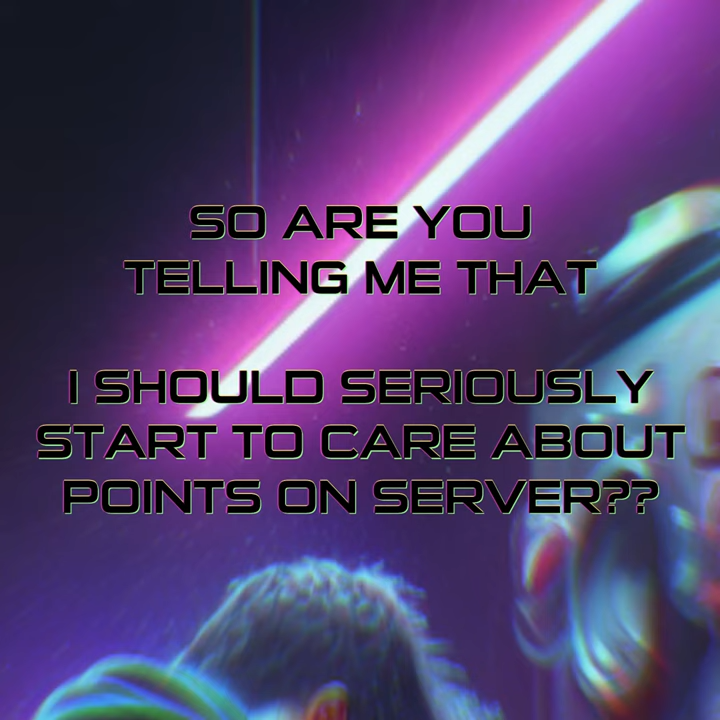 SO ARE YOU
TELLING ME THAT
I SHOULD SERIOUSLY
START TO CARE ABOUT
POINTS ON SERVER??